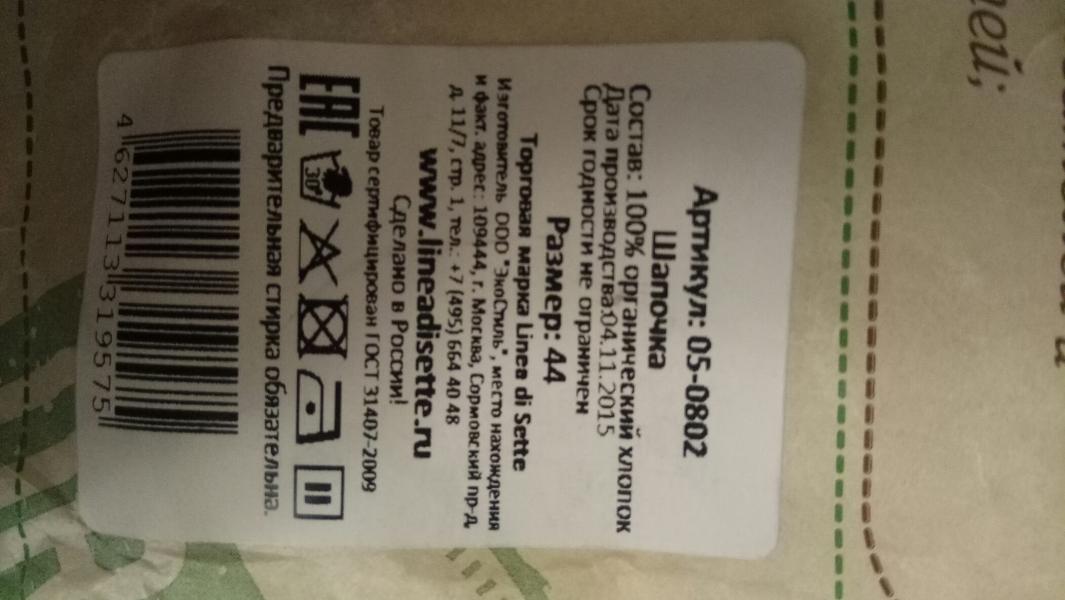 Артикул: 05-0802
Шапочка
Состав: 100% органический хлопок
Дата производства:04.11.2015
Срок годности не ограничен
Размер: 44
Торговая марка Linea di Sette
Изготовитель ООО "ЭкоСтиль", место нахождения
и факт. адрес: 109444, г. Москва, Сормовский пр-д,
д. 11/7, стр. 1, тел.: +7 (495) 664 40 48
www.lineadisette.ru
Сделано в России!
Товар сертифицирован ГОСТ 31407-2009
EAC 30°
Предварительная стирка обязательна.
4 627113 319575